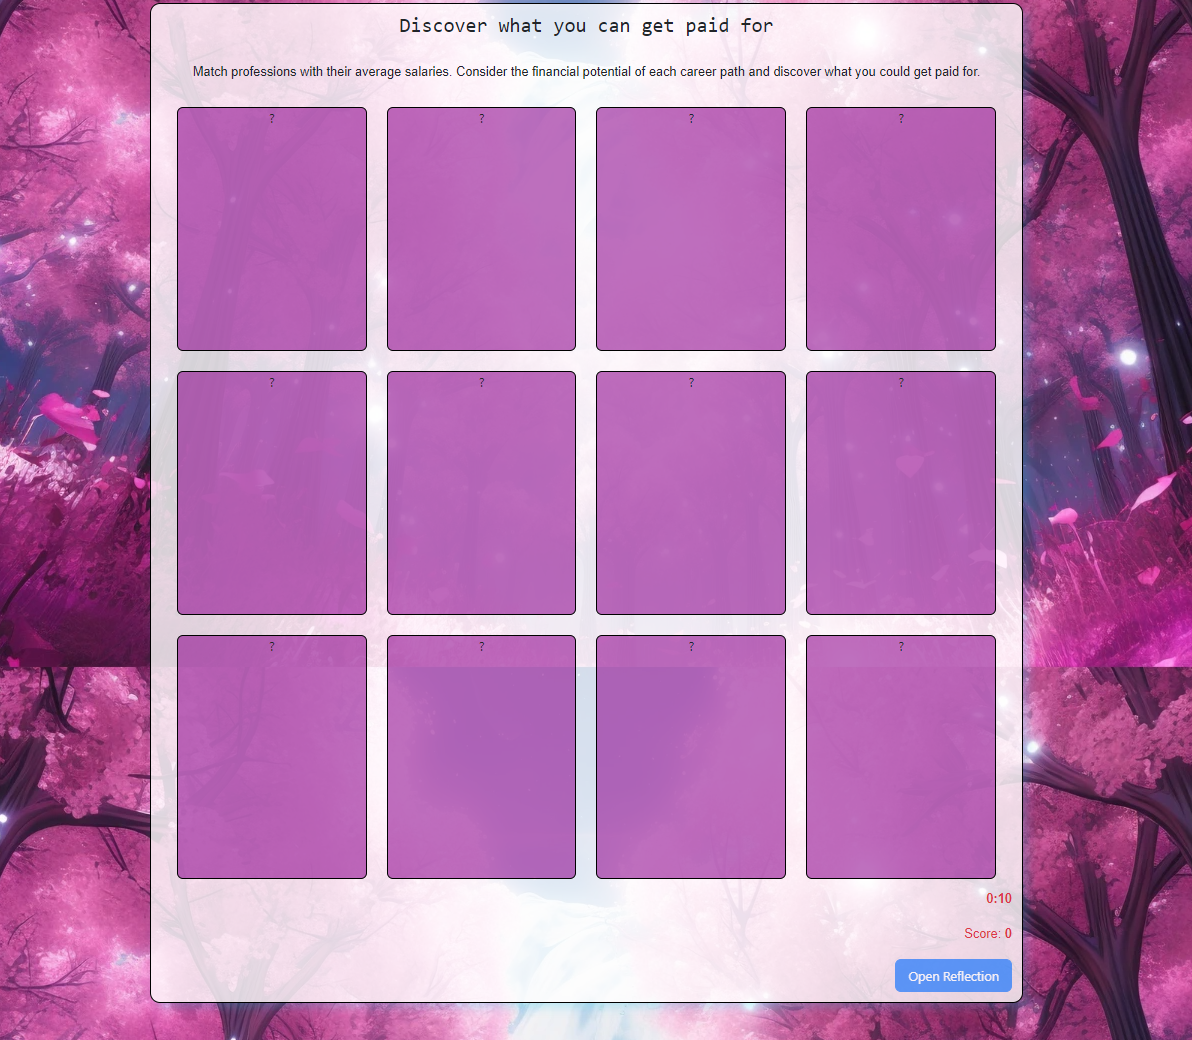 Discover what you can get paid for
Match professions with their average salaries. Consider the financial potential of each career path and discover what you could get paid for.
? ? ? ?
? ? ? ?
? ? ? ?
0:10
Score: 0
Open Reflection